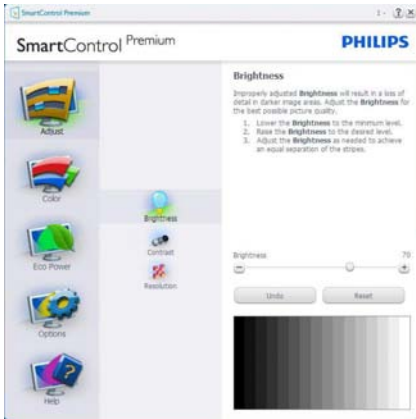 SmartControl Premium
SmartControl Premium
PHILIPS
Adjust
Color
Eco Power
Options
Help
Brightness
Contrast
Resolution
Brightness
Improperly adjusted Brightness will result in a loss of
detail in darker image areas. Adjust the Brightness for
the best possible picture quality.
1. Lower the Brightness to the minimum level.
2. Raise the Brightness to the desired level.
3. Adjust the Brightness as needed to achieve
an equal separation of the stripes.
Brightness 70
Undo
Reset